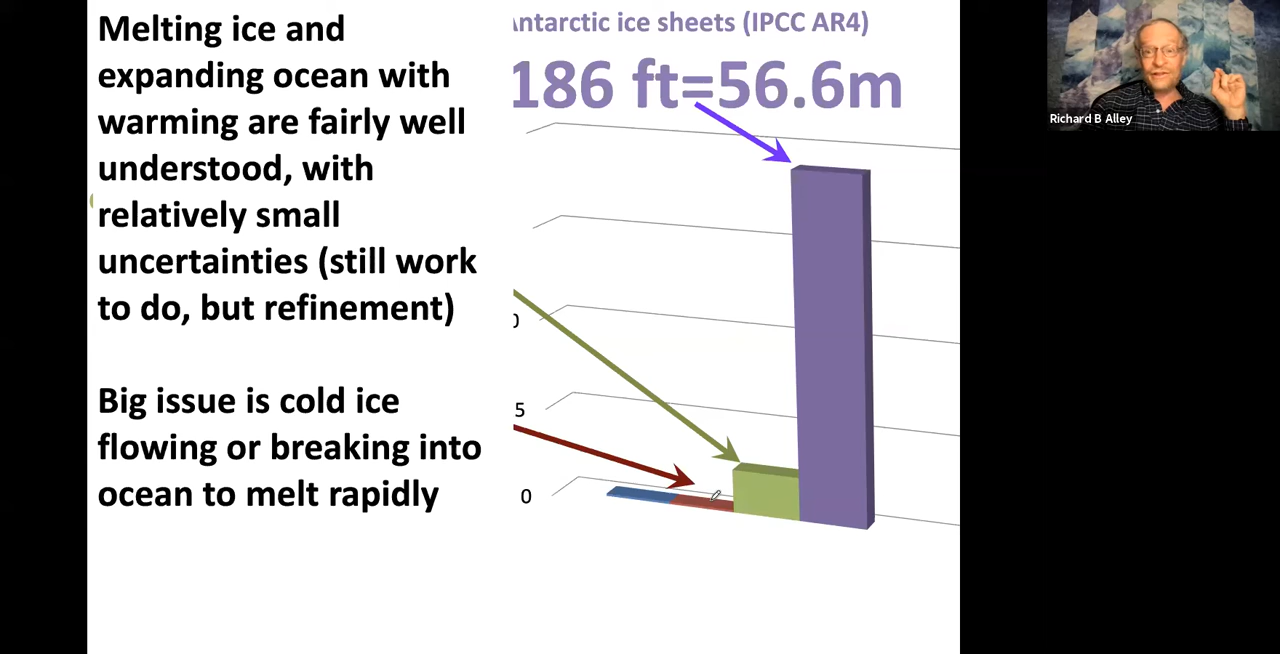 Melting ice and
expanding ocean with
warming are fairly well
understood, with
relatively small
uncertainties (still work
to do, but refinement)
Big issue is cold ice
flowing or breaking into
ocean to melt rapidly
ntarctic ice sheets (IPCC AR4)
186 ft=56.6m
0
5
0
Richard B Alley